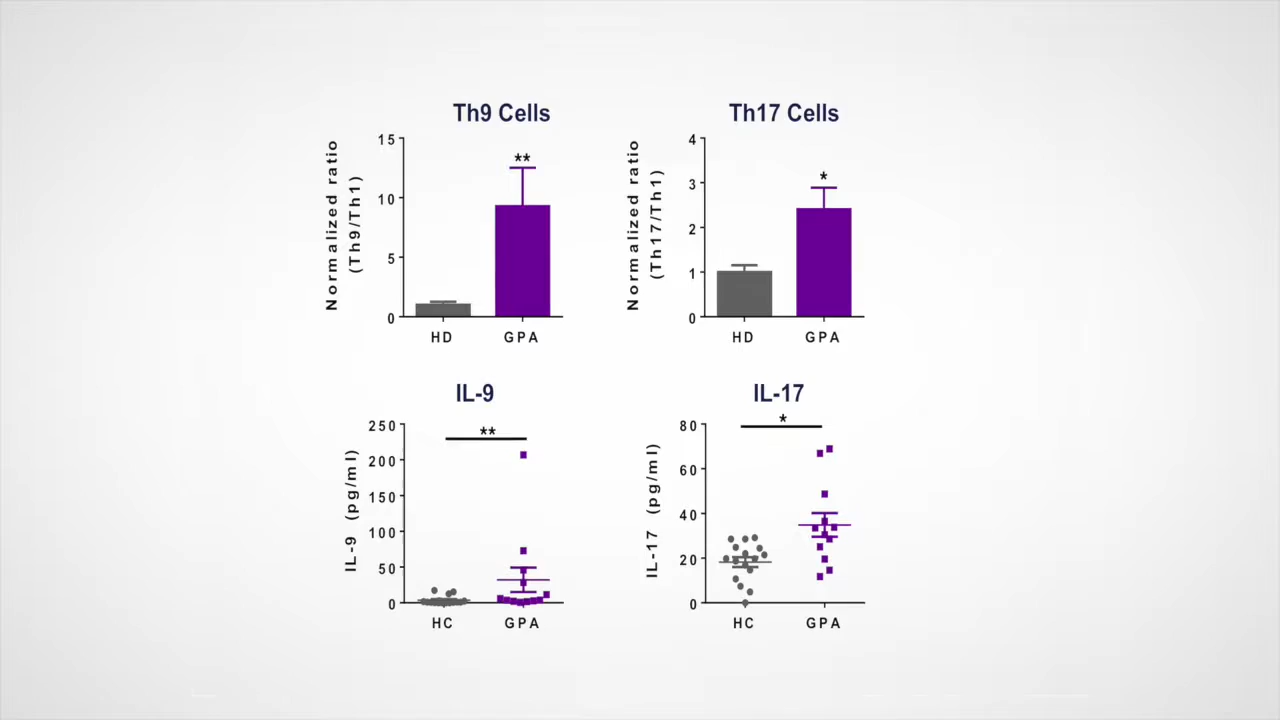 Th9 Cells
Normalized ratio
(Th9/Th1)
15
10
5
0
**
HD
GPA
Th17 Cells
Normalized ratio
(Th17/Th1)
4
3
2
1
0
*
HD
GPA
IL-9
IL-9 (pg/ml)
250
200
150
100
50
0
**
HC
GPA
IL-17
IL-17 (pg/ml)
80
60
40
20
0
*
HC
GPA